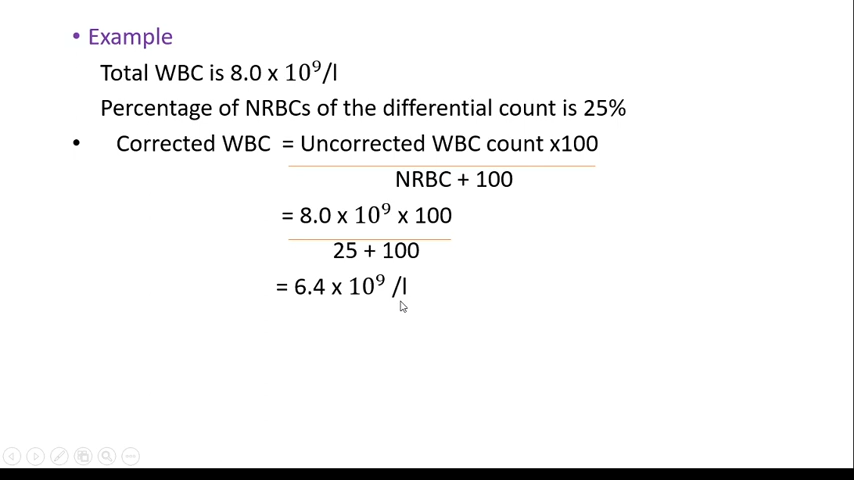 • Example
Total WBC is 8.0 x 10⁹/l
Percentage of NRBCs of the differential count is 25%
• Corrected WBC = Uncorrected WBC count x100
NRBC + 100
= 8.0 x 10⁹ x 100
25 + 100
= 6.4 x 10⁹ /l